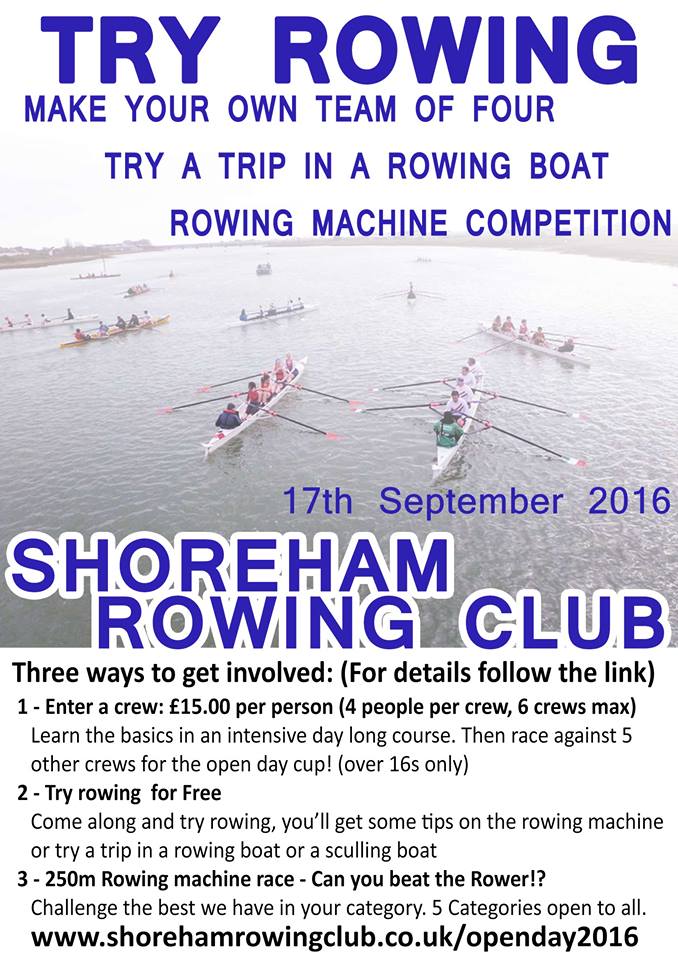 TRY ROWING
MAKE YOUR OWN TEAM OF FOUR
TRY A TRIP IN A ROWING BOAT
ROWING MACHINE COMPETITION
17th September 2016
SHOREHAM
ROWING CLUB
Three ways to get involved: (For details follow the link)
1 - Enter a crew: £15.00 per person (4 people per crew, 6 crews max)
Learn the basics in an intensive day long course. Then race against 5
other crews for the open day cup! (over 16s only)
2 - Try rowing for Free
Come along and try rowing, you'll get some tips on the rowing machine
or try a trip in a rowing boat or a sculling boat
3 - 250m Rowing machine race - Can you beat the Rower!?
Challenge the best we have in your category. 5 Categories open to all.
www.shorehamrowingclub.co.uk/openday2016